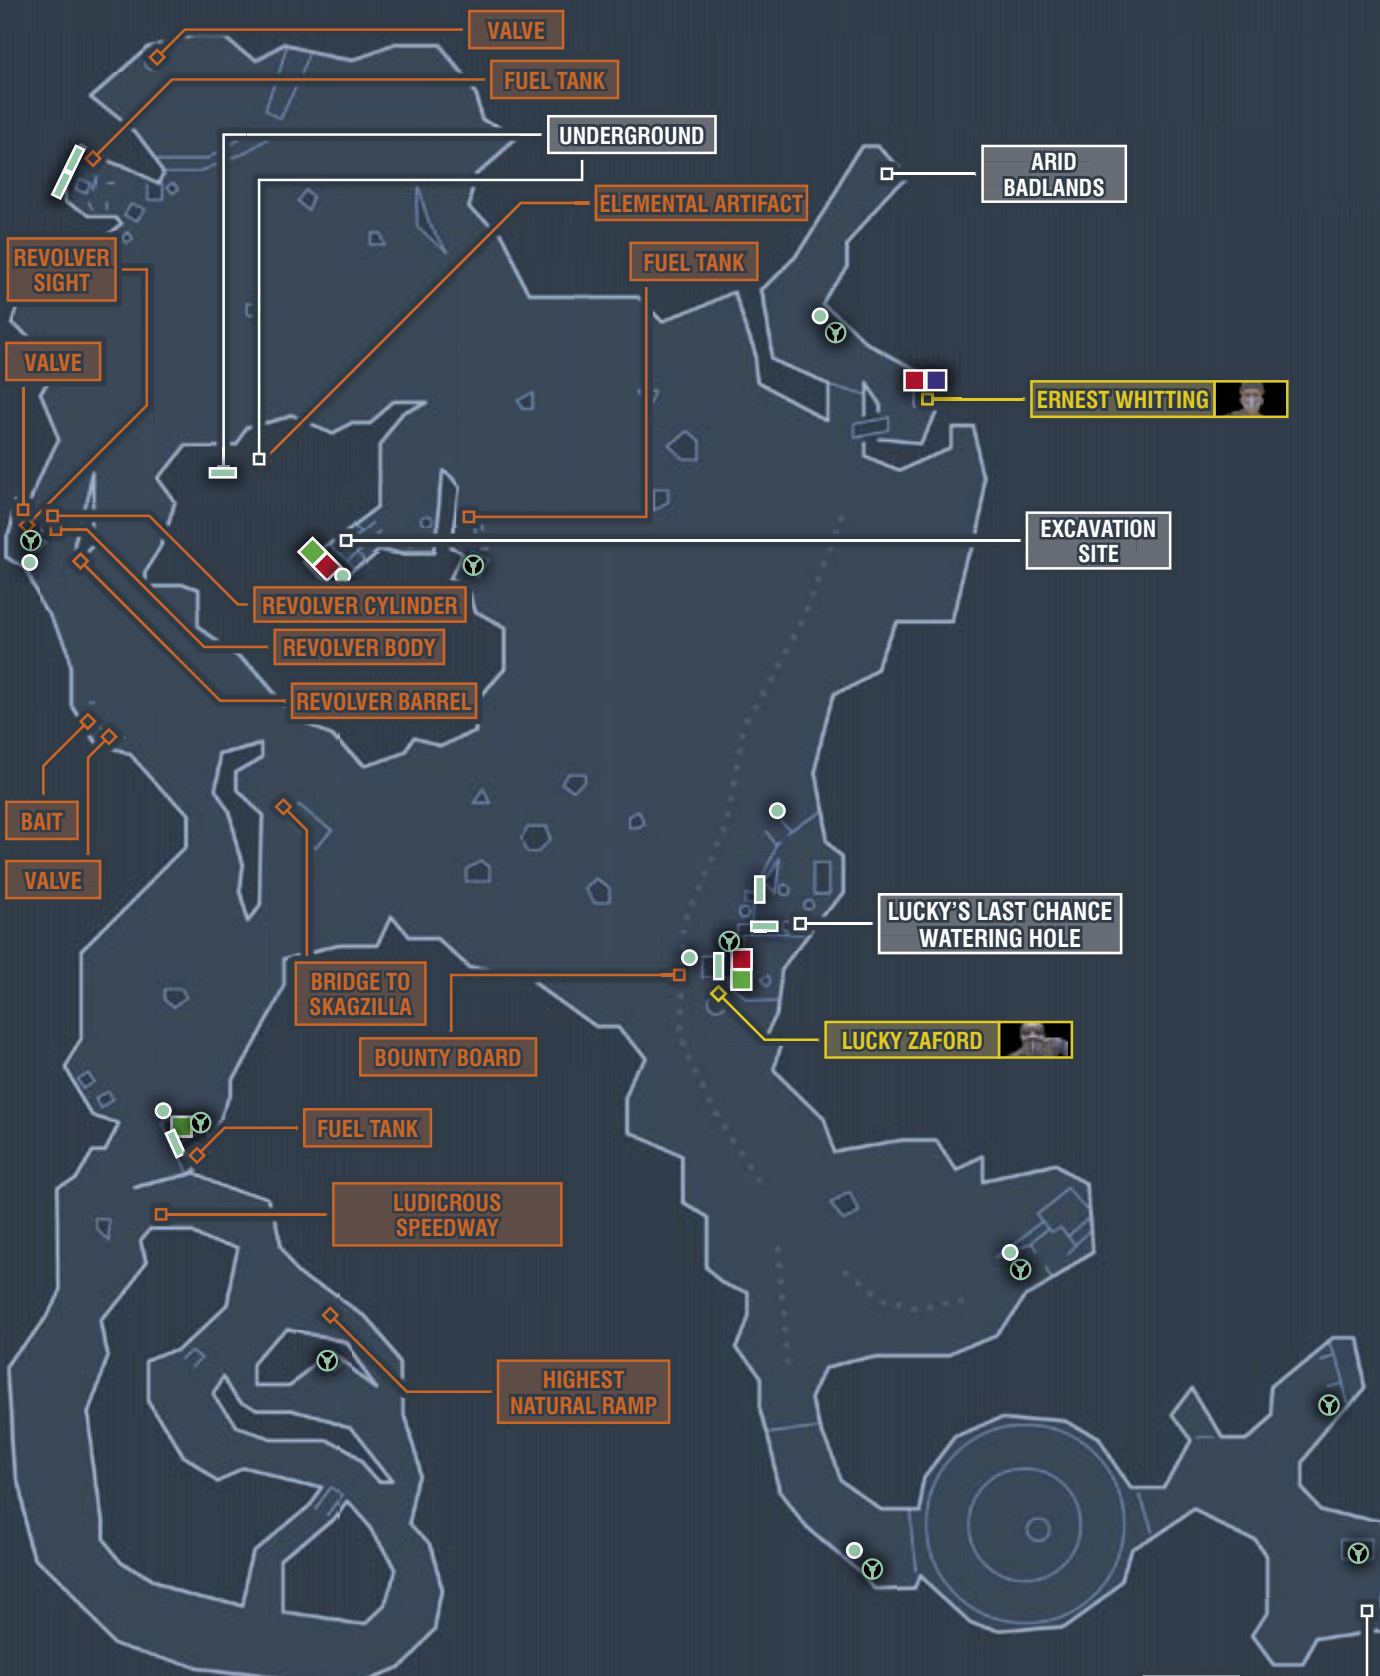 VALVE
FUEL TANK
UNDERGROUND
ARID
BADLANDS
ELEMENTAL ARTIFACT
REVOLVER
SIGHT
FUEL TANK
VALVE
ERNEST WHITTING
EXCAVATION
SITE
REVOLVER CYLINDER
REVOLVER BODY
REVOLVER BARREL
BAIT
VALVE
LUCKY'S LAST CHANCE
WATERING HOLE
BRIDGE TO
SKAGZILLA
BOUNTY BOARD
LUCKY ZAFORD
FUEL TANK
LUDICROUS
SPEEDWAY
HIGHEST
NATURAL RAMP